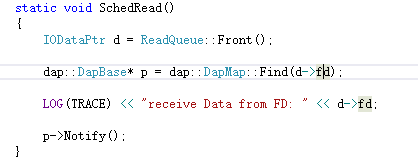 static void SchedRead()
{
IODataPtr d = ReadQueue::Front();
dap::DapBase* p = dap::DapMap::Find(d->fd);
LOG(TRACE) << "receive Data from FD: " << d->fd;
p->Notify();
}